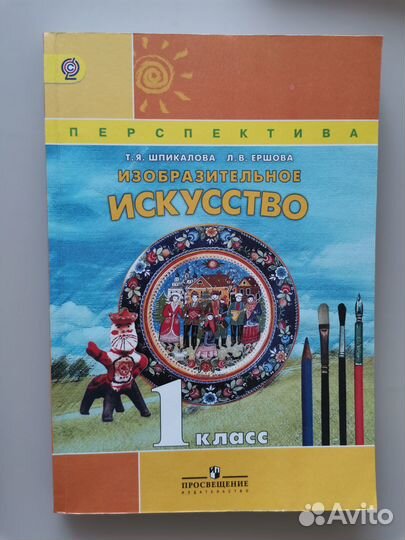 ПЕРСПЕКТИВА
Т.Я. ШПИКАЛОВА Л.В. ЕРШОВА
ИЗОБРАЗИТЕЛЬНОЕ
ИСКУССТВО
1 КЛАСС
ПРОСВЕЩЕНИЕ
ИЗДАТЕЛЬСТВО
Avito